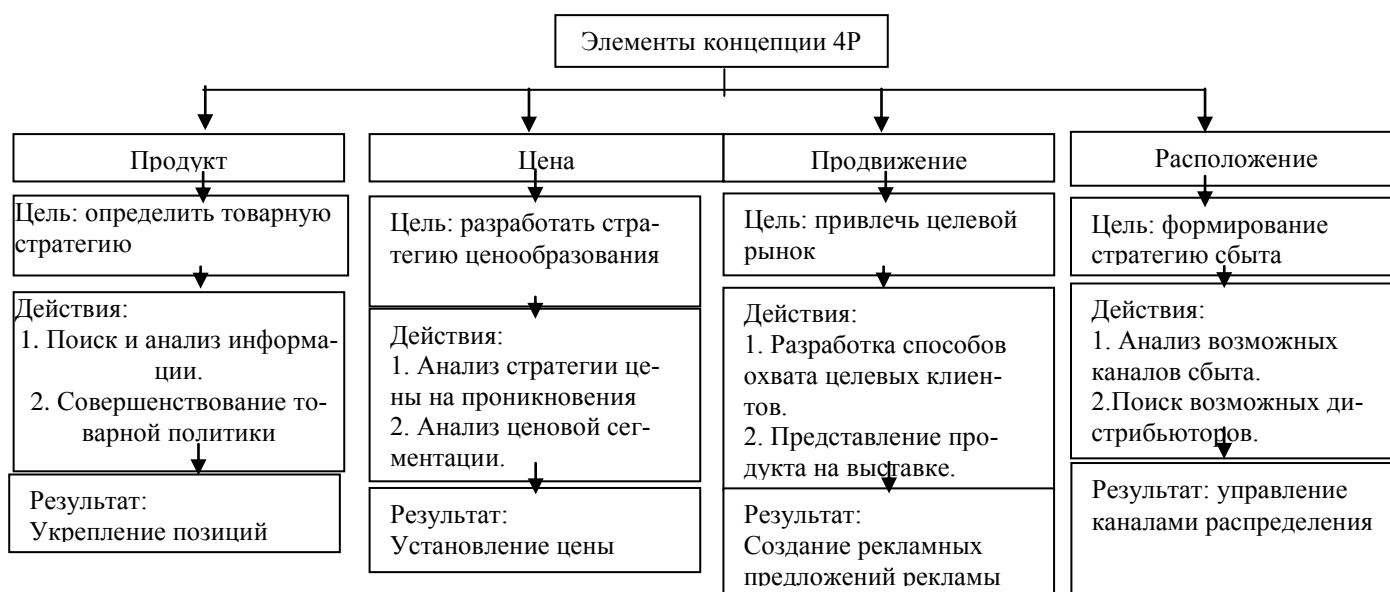 Элементы концепции 4P
Продукт
Цель: определить товарную
стратегию
Действия:
1. Поиск и анализ информа-
ции.
2. Совершенствование то-
варной политики
Результат:
Укрепление позиций
Цена
Цель: разработать стра-
тегию ценообразования
Действия:
1. Анализ стратегии це-
ны на проникновения
2. Анализ ценовой сег-
ментации.
Результат:
Установление цены
Продвижение
Цель: привлечь целевой
рынок
Действия:
1. Разработка способов
охвата целевых клиен-
тов.
2. Представление про-
дукта на выставке.
Результат:
Создание рекламных
предложений рекламы
Расположение
Цель: формирование
стратегию сбыта
Действия:
1. Анализ возможных
каналов сбыта.
2.Поиск возможных ди-
стрибьюторов.
Результат: управление
каналами распределения